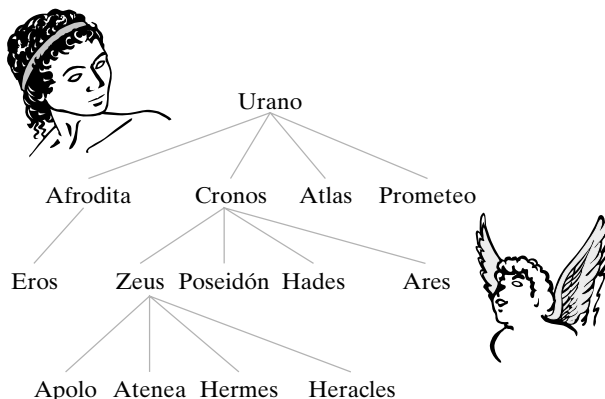 Urano
Afrodita Cronos Atlas Prometeo
Eros Zeus Poseidón Hades Ares
Apolo Atenea Hermes Heracles